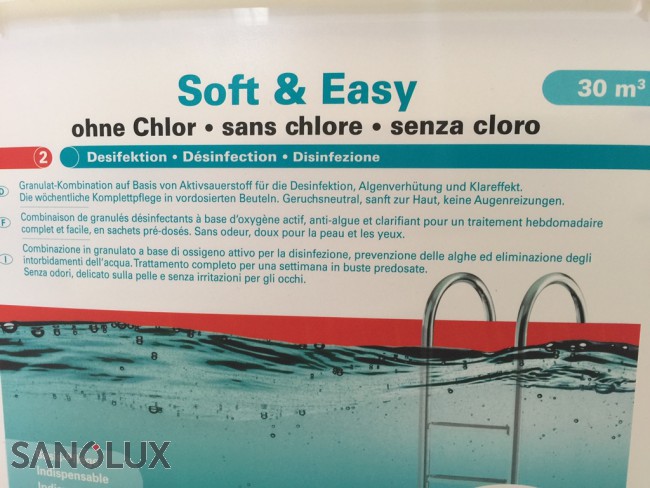 Soft & Easy
30 m³
ohne Chlor • sans chlore • senza cloro
2
Desifektion • Désinfection • Disinfezione
D
Granulat-Kombination auf Basis von Aktivsauerstoff für die Desinfektion, Algenverhütung und Klareffekt.
Die wöchentliche Komplettpflege in vordosierten Beuteln. Geruchsneutral, sanft zur Haut, keine Augenreizungen.
F
Combinaison de granulés désinfectants à base d'oxygène actif, anti-algue et clarifiant pour un traitement hebdomadaire
complet et facile, en sachets pré-dosés. Sans odeur, doux pour la peau et les yeux.
I
Combinazione in granulato a base di ossigeno attivo per la disinfezione, prevenzione delle alghe ed eliminazione degli
intorbidamenti dell'acqua. Trattamento completo per una settimana in buste predosate.
Senza odori, delicato sulla pelle e senza irritazioni per gli occhi.
SANOLUX
Indispensable